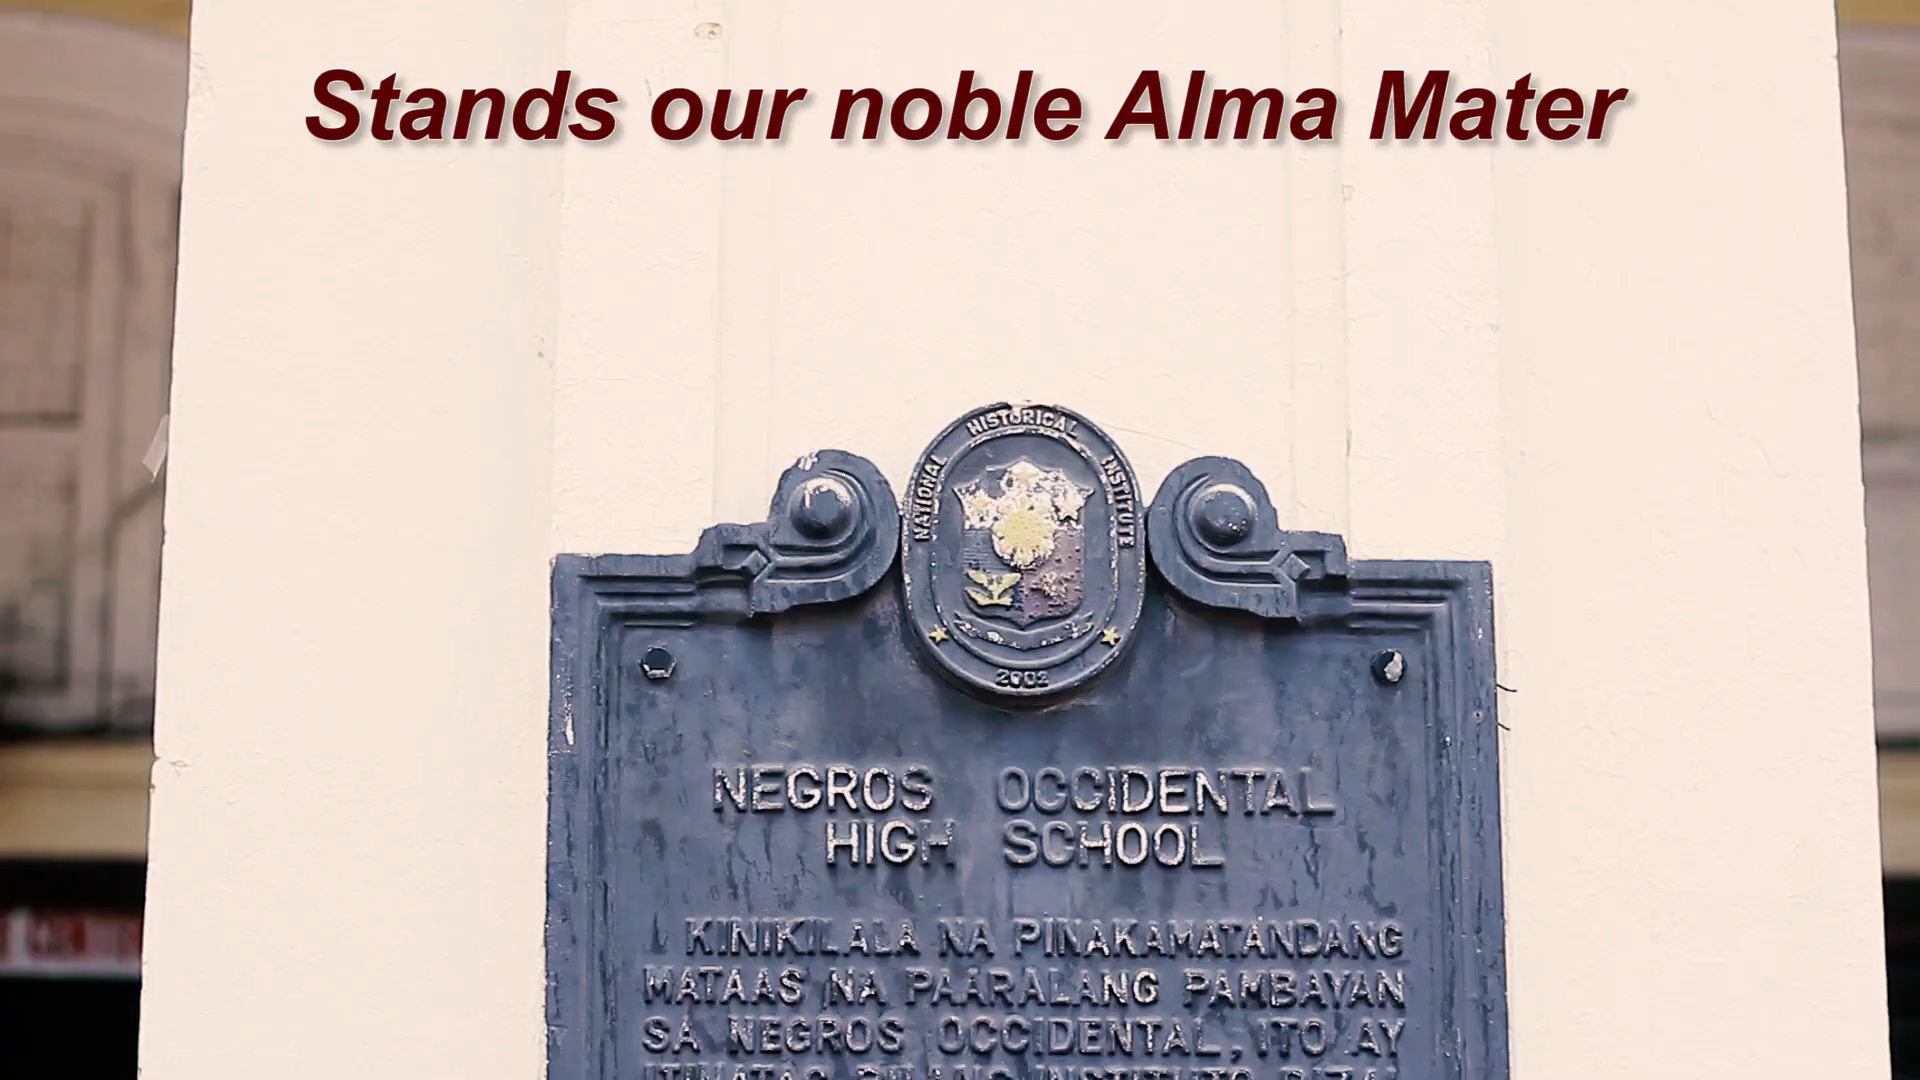 Stands our noble Alma Mater
NATIONAL HISTORICAL INSTITUTE
2002
NEGROS OCCIDENTAL
HIGH SCHOOL
KINIKILALA NA PINAKAMATANDANG
MATAAS NA PAARALANG PAMBAYAN
SA NEGROS OCCIDENTAL, ITO AY